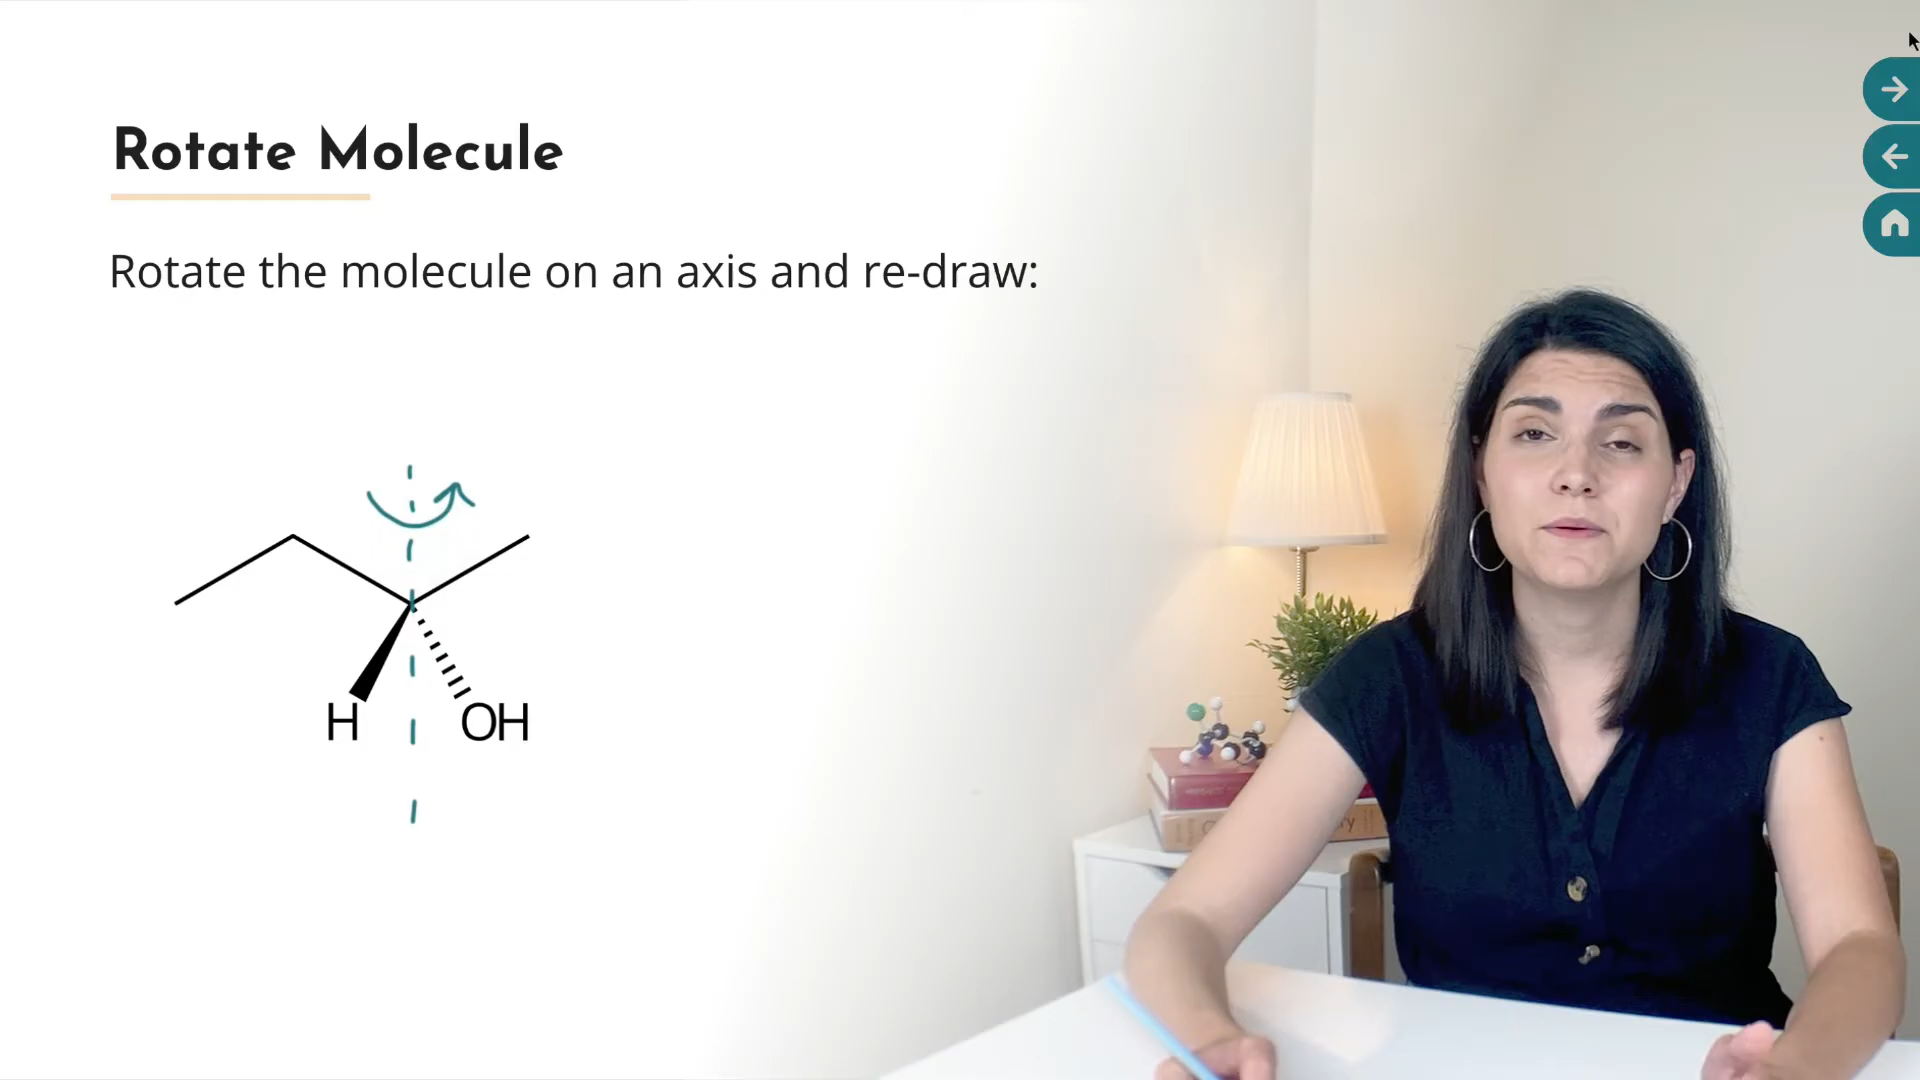 Rotate Molecule
Rotate the molecule on an axis and re-draw:
H OH